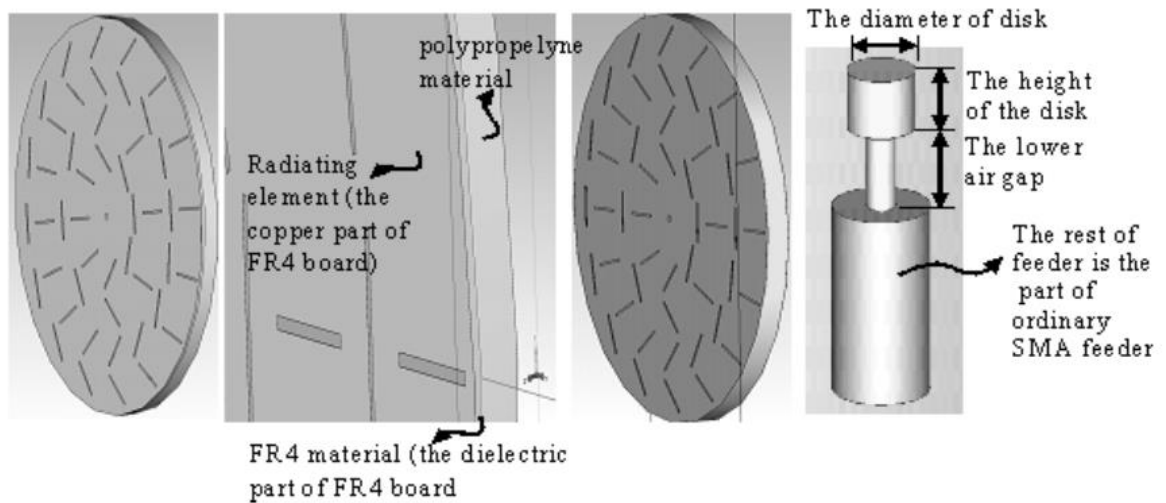 polypropelyne
material
Radiating
element (the
copper part of
FR4 board)
FR4 material (the dielectric
part of FR4 board
The diameter of disk
The height
of the disk
The lower
air gap
The rest of
feeder is the
part of
ordinary
SMA feeder